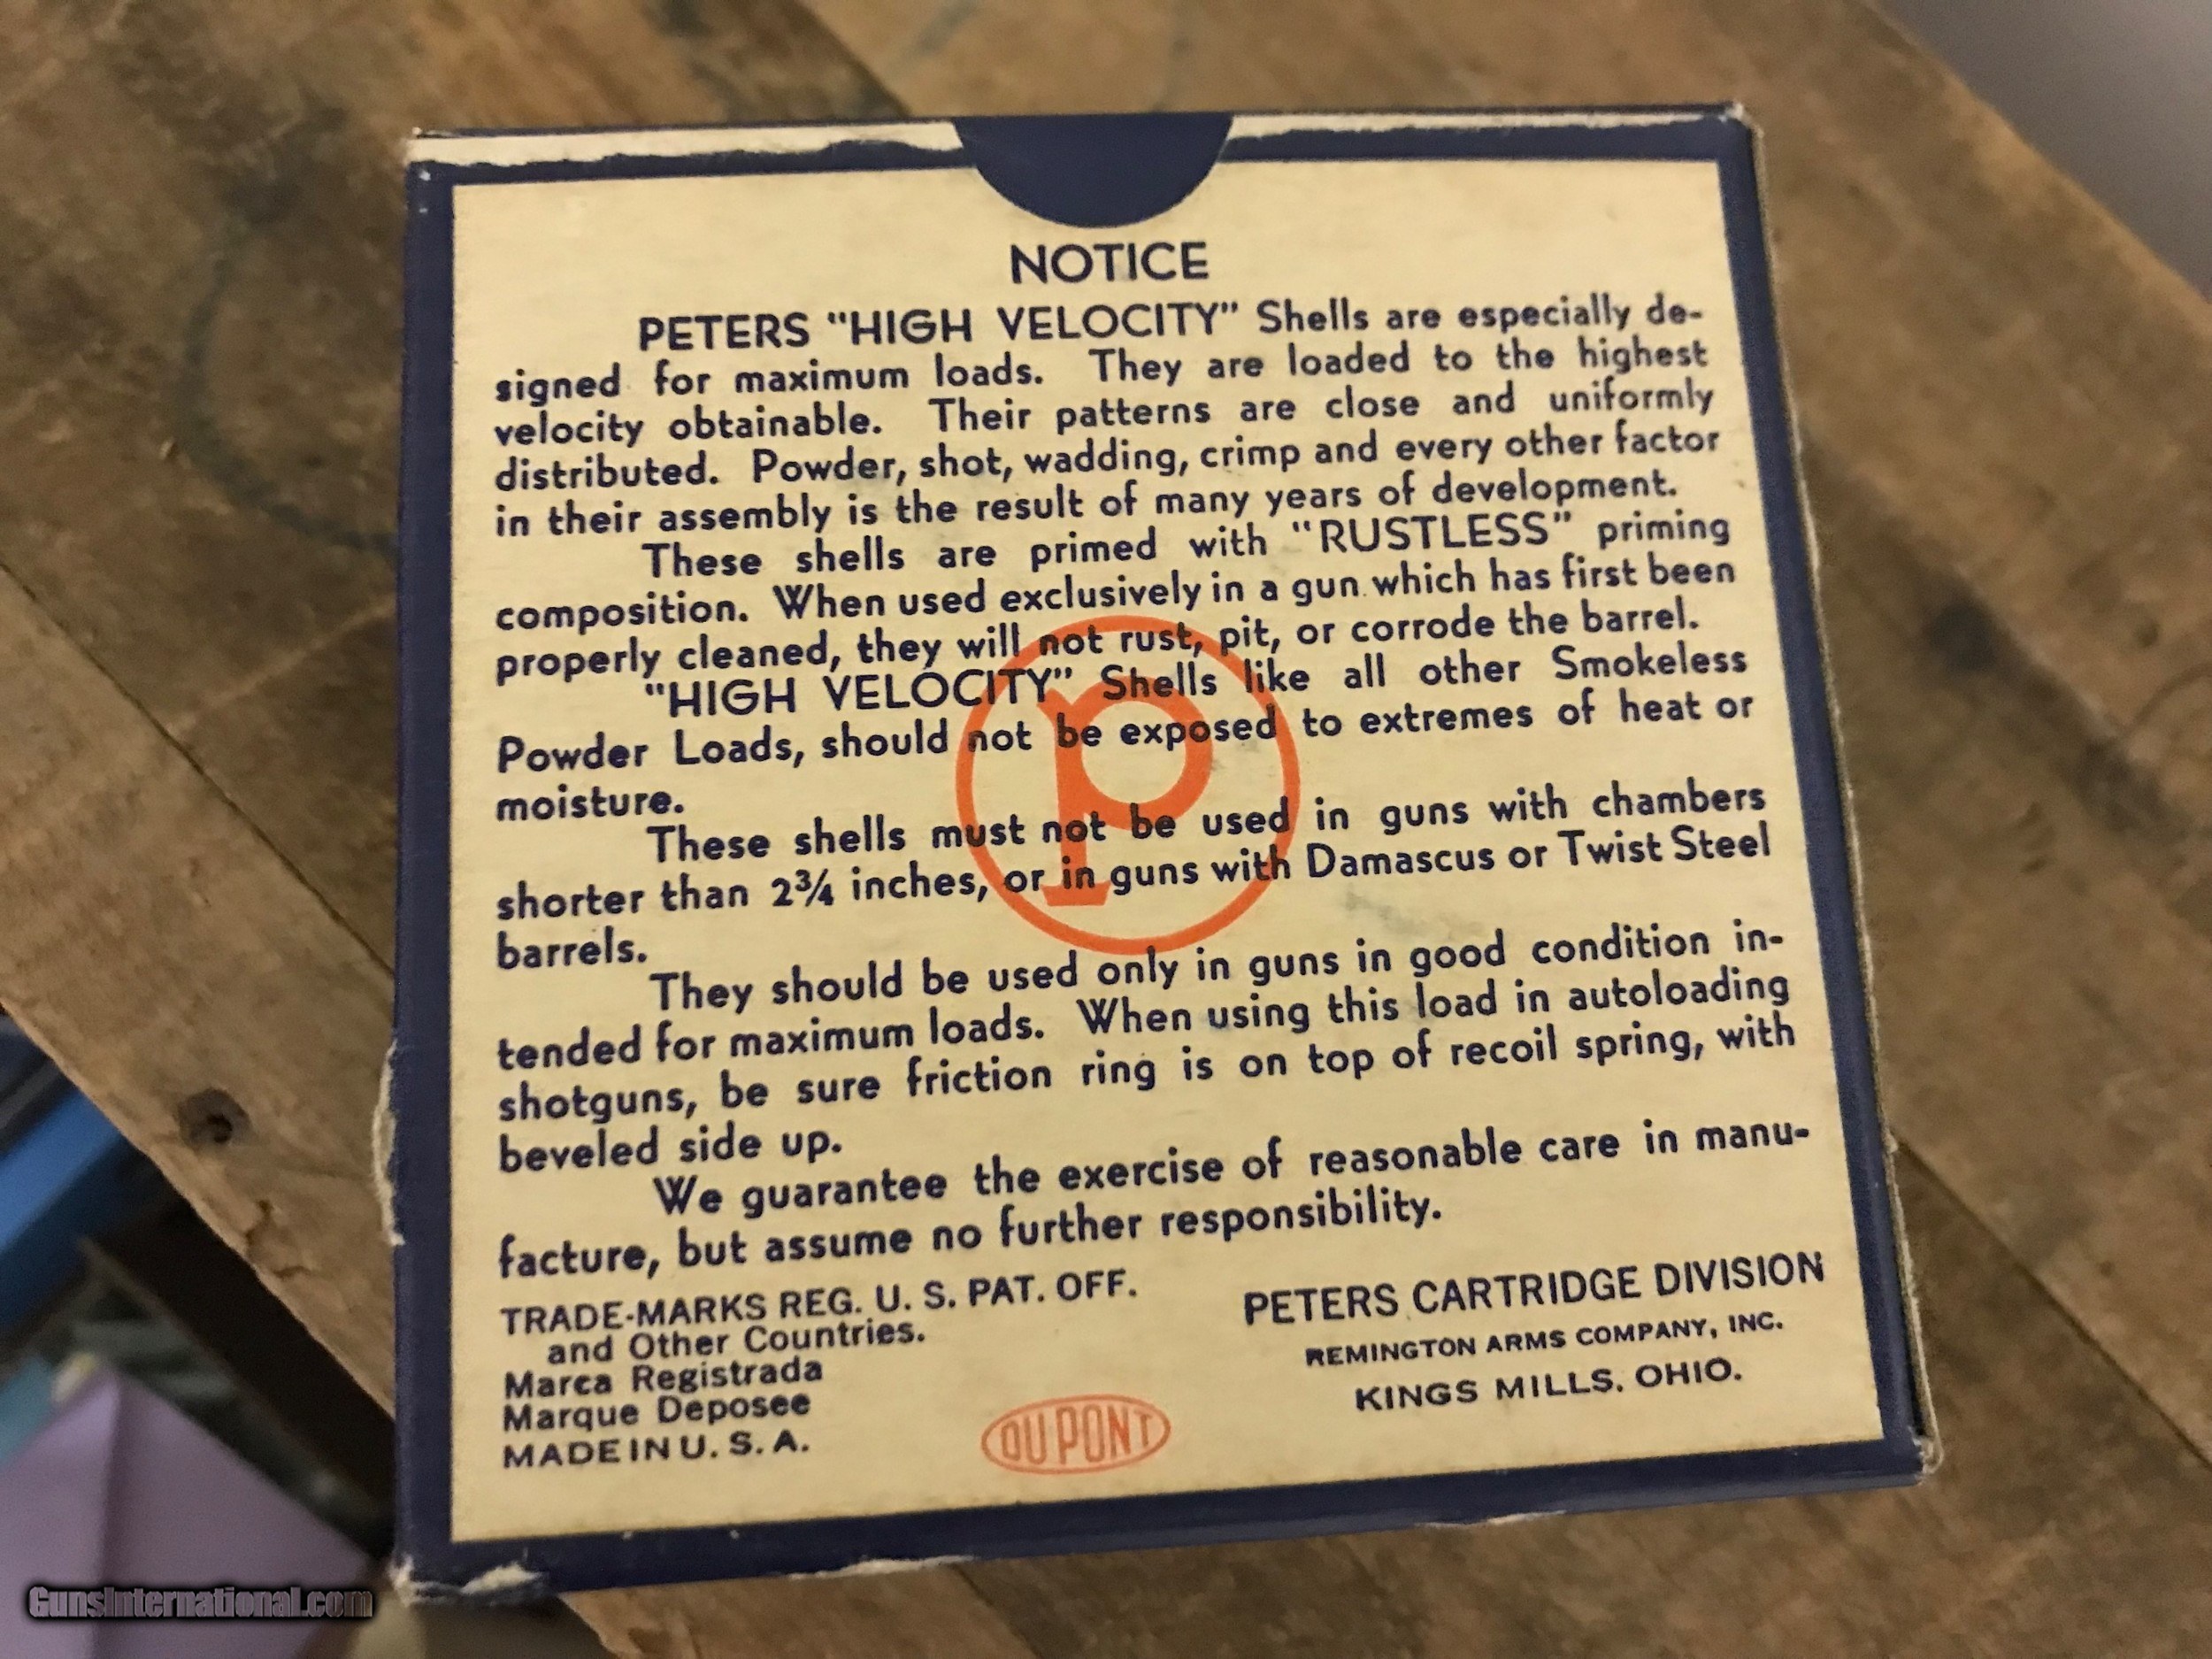 NOTICE
PETERS "HIGH VELOCITY" Shells are especially de-
signed for maximum loads. They are loaded to the highest
velocity obtainable. Their patterns are close and uniformly
distributed. Powder, shot, wadding, crimp and every other factor
in their assembly is the result of many years of development.
These shells are primed with "RUSTLESS" priming
composition. When used exclusively in a gun which has first been
properly cleaned, they will not rust, pit, or corrode the barrel.
"HIGH VELOCITY" Shells like all other Smokeless
Powder Loads, should not be exposed to extremes of heat or
moisture.
These shells must not be used in guns with chambers
shorter than 2¾ inches, or in guns with Damascus or Twist Steel
barrels.
They should be used only in guns in good condition in-
tended for maximum loads. When using this load in autoloading
shotguns, be sure friction ring is on top of recoil spring, with
beveled side up.
We guarantee the exercise of reasonable care in manu-
facture, but assume no further responsibility.
TRADE-MARKS REG. U. S. PAT. OFF.
and Other Countries.
Marca Registrada
Marque Deposee
MADE IN U. S. A.
DU PONT
PETERS CARTRIDGE DIVISION
REMINGTON ARMS COMPANY, INC.
KINGS MILLS, OHIO.
p
GunsInternational.com